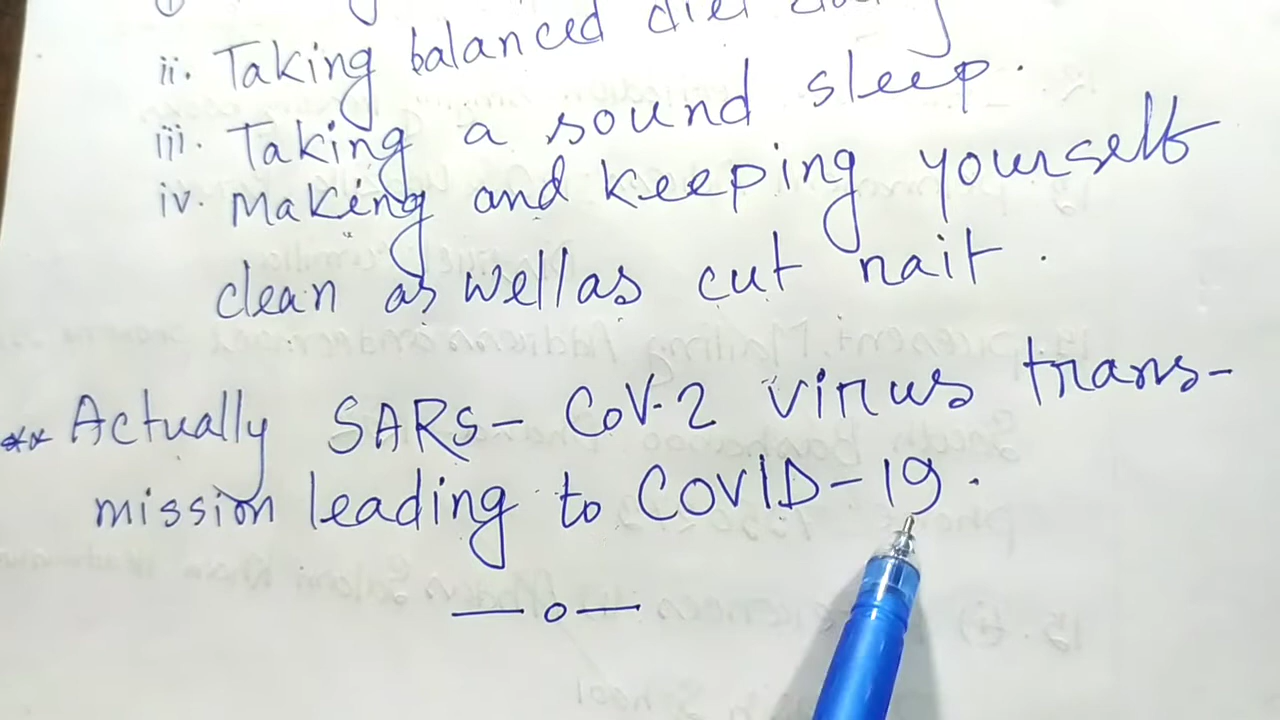 ii. Taking balanced diet
iii. Taking a sound sleep.
iv. Making and keeping yourself
clean as well as cut nail.
** Actually SARS-CoV-2 virus trans-
mission leading to COVID-19.
—o—